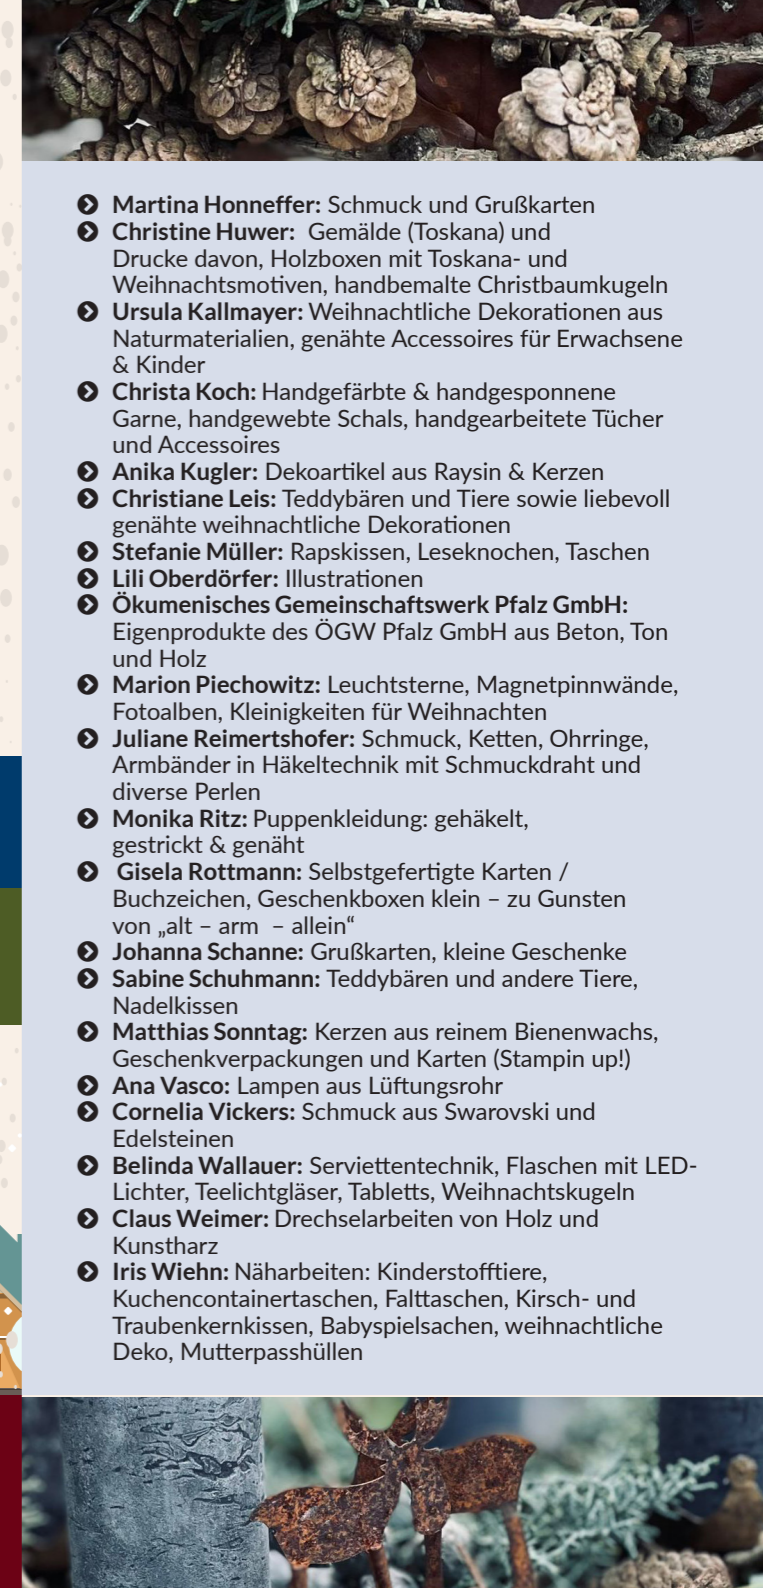 Martina Honneffer: Schmuck und Grußkarten
Christine Huwer: Gemälde (Toskana) und
Drucke davon, Holzboxen mit Toskana- und
Weihnachtsmotiven, handbemalte Christbaumkugeln
Ursula Kallmayer: Weihnachtliche Dekorationen aus
Naturmaterialien, genähte Accessoires für Erwachsene
& Kinder
Christa Koch: Handgefärbte & handgesponnene
Garne, handgewebte Schals, handgearbeitete Tücher
und Accessoires
Anika Kugler: Dekoartikel aus Raysin & Kerzen
Christiane Leis: Teddybären und Tiere sowie liebevoll
genähte weihnachtliche Dekorationen
Stefanie Müller: Rapskissen, Leseknochen, Taschen
Lili Oberdörfer: Illustrationen
Ökumenisches Gemeinschaftswerk Pfalz GmbH:
Eigenprodukte des ÖGW Pfalz GmbH aus Beton, Ton
und Holz
Marion Piechowitz: Leuchtsterne, Magnetpinnwände,
Fotoalben, Kleinigkeiten für Weihnachten
Juliane Reimertshofer: Schmuck, Ketten, Ohrringe,
Armbänder in Häkeltechnik mit Schmuckdraht und
diverse Perlen
Monika Ritz: Puppenkleidung: gehäkelt,
gestrickt & genäht
Gisela Rottmann: Selbstgefertigte Karten /
Buchzeichen, Geschenkboxen klein – zu Gunsten
von „alt – arm – allein“
Johanna Schanne: Grußkarten, kleine Geschenke
Sabine Schuhmann: Teddybären und andere Tiere,
Nadelkissen
Matthias Sonntag: Kerzen aus reinem Bienenwachs,
Geschenkverpackungen und Karten (Stampin up!)
Ana Vasco: Lampen aus Lüftungsrohr
Cornelia Vickers: Schmuck aus Swarovski und
Edelsteinen
Belinda Wallauer: Serviettentechnik, Flaschen mit LED-
Lichter, Teelichtgläser, Tabletts, Weihnachtskugeln
Claus Weimer: Drechselarbeiten von Holz und
Kunstharz
Iris Wiehn: Näharbeiten: Kinderstofftiere,
Kuchencontainertaschen, Falttaschen, Kirsch- und
Traubenkernkissen, Babyspielsachen, weihnachtliche
Deko, Mutterpasshüllen